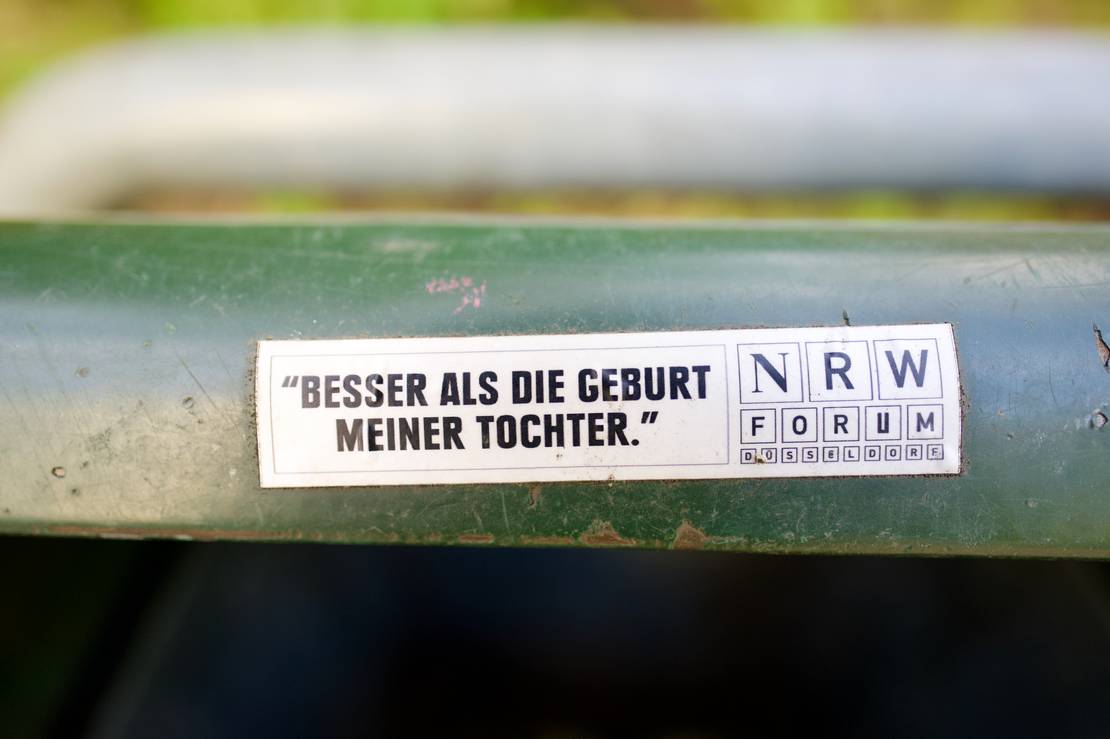 “BESSER ALS DIE GEBURT
MEINER TOCHTER.”
NRW
FORUM
DÜSSELDORF